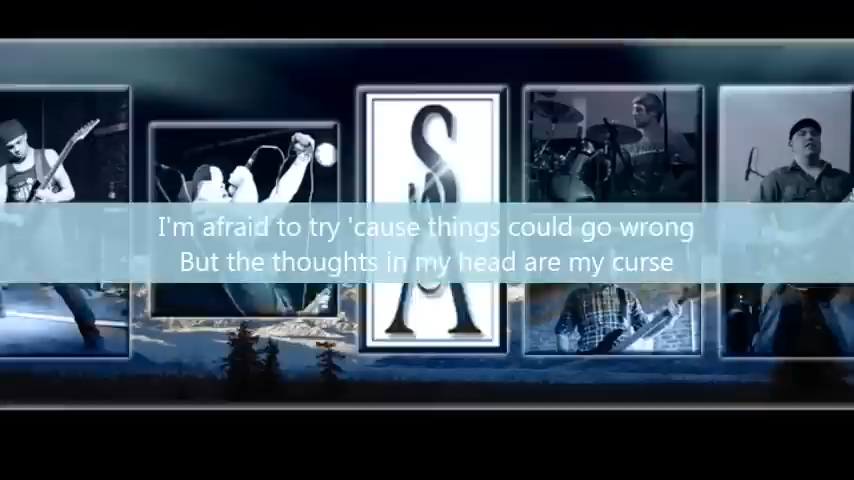 I'm afraid to try 'cause things could go wrong
But the thoughts in my head are my curse